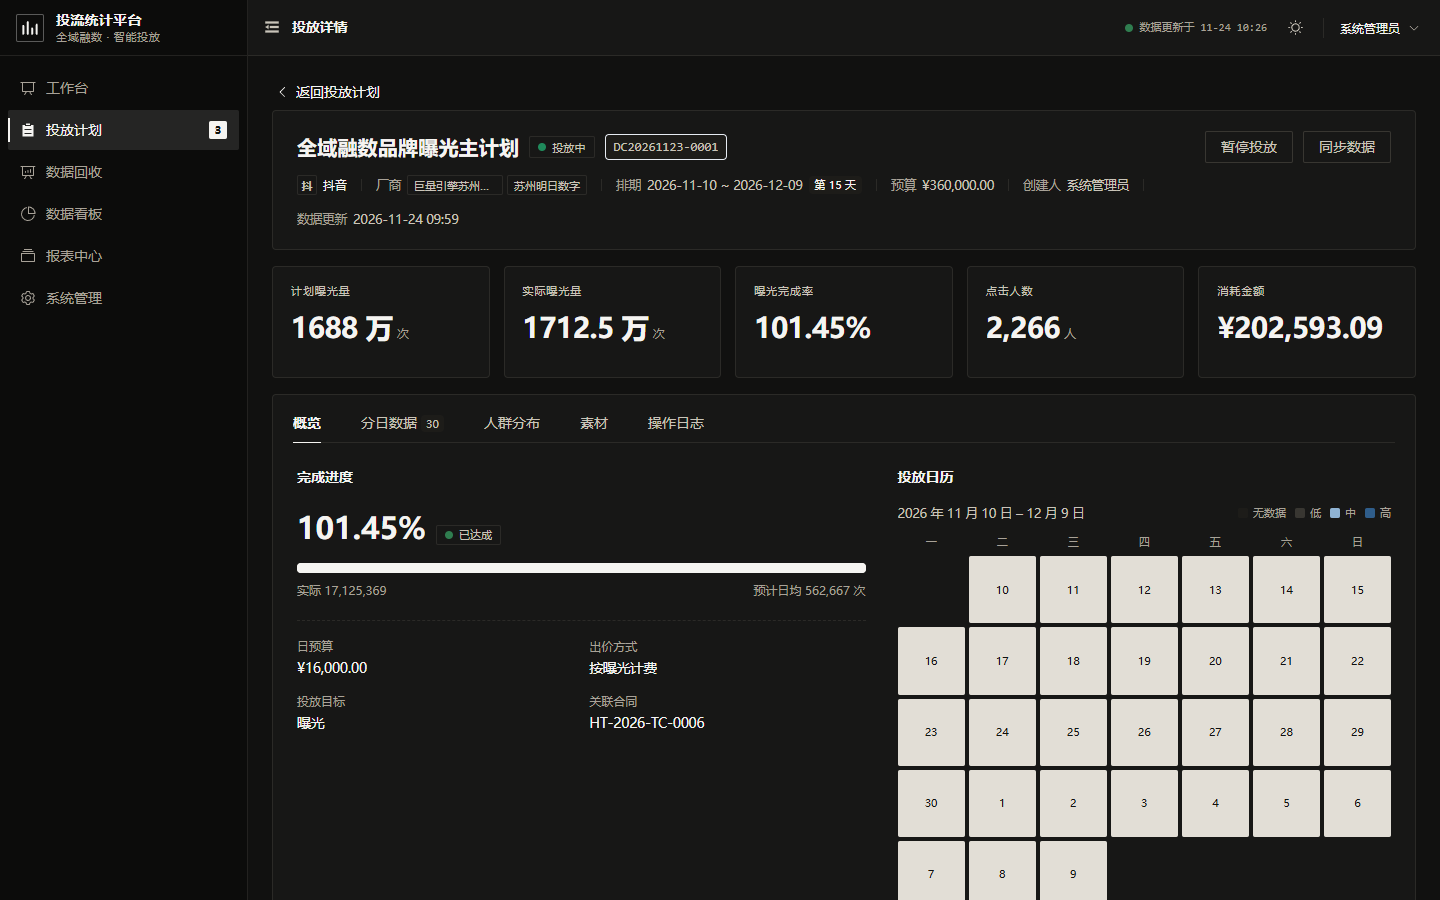 投流统计平台
全域融数 · 智能投放
投放详情
数据更新于 11-24 10:26
系统管理员
工作台
投放计划 3
数据回收
数据看板
报表中心
系统管理
返回投放计划
全域融数品牌曝光主计划 投放中 DC20261123-0001
暂停投放 同步数据
抖 抖音 厂商 巨量引擎苏州... 苏州明日数字 排期 2026-11-10 ~ 2026-12-09 第 15 天 预算 ¥360,000.00 创建人 系统管理员
数据更新 2026-11-24 09:59
计划曝光量
1688 万 次
实际曝光量
1712.5 万 次
曝光完成率
101.45%
点击人数
2,266 人
消耗金额
¥202,593.09
概览 分日数据 30 人群分布 素材 操作日志
完成进度
101.45% 已达成
实际 17,125,369 预计日均 562,667 次
日预算
¥16,000.00
出价方式
按曝光计费
投放目标
曝光
关联合同
HT-2026-TC-0006
投放日历
2026 年 11 月 10 日 – 12 月 9 日 无数据 低 中 高
一 二 三 四 五 六 日
10 11 12 13 14 15
16 17 18 19 20 21 22
23 24 25 26 27 28 29
30 1 2 3 4 5 6
7 8 9